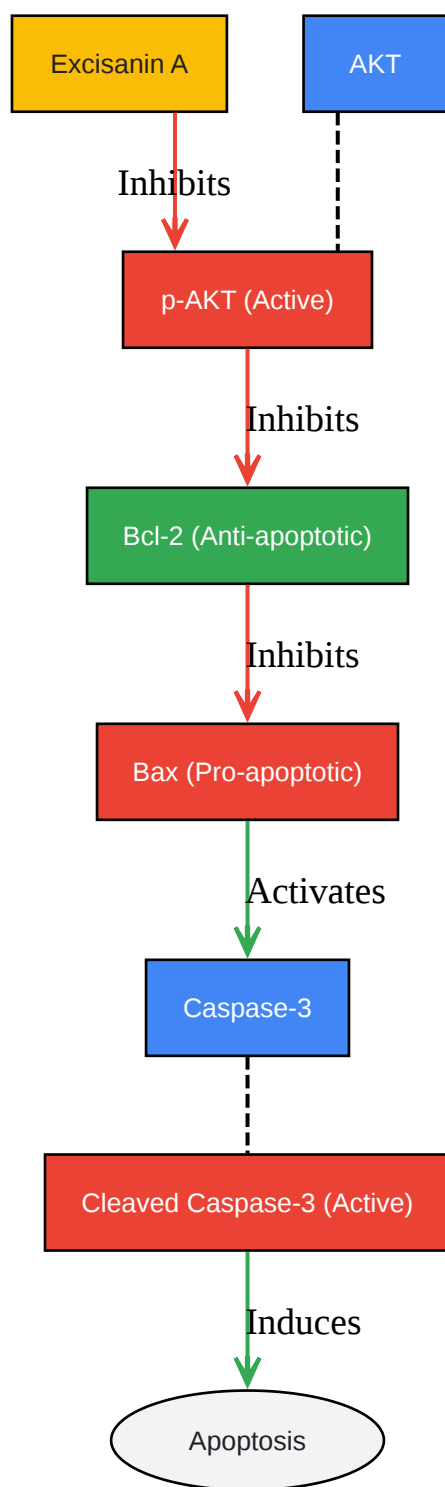 Excisanin A
AKT
Inhibits
p-AKT (Active)
Inhibits
Bcl-2 (Anti-apoptotic)
Inhibits
Bax (Pro-apoptotic)
Activates
Caspase-3
Cleaved Caspase-3 (Active)
Induces
Apoptosis